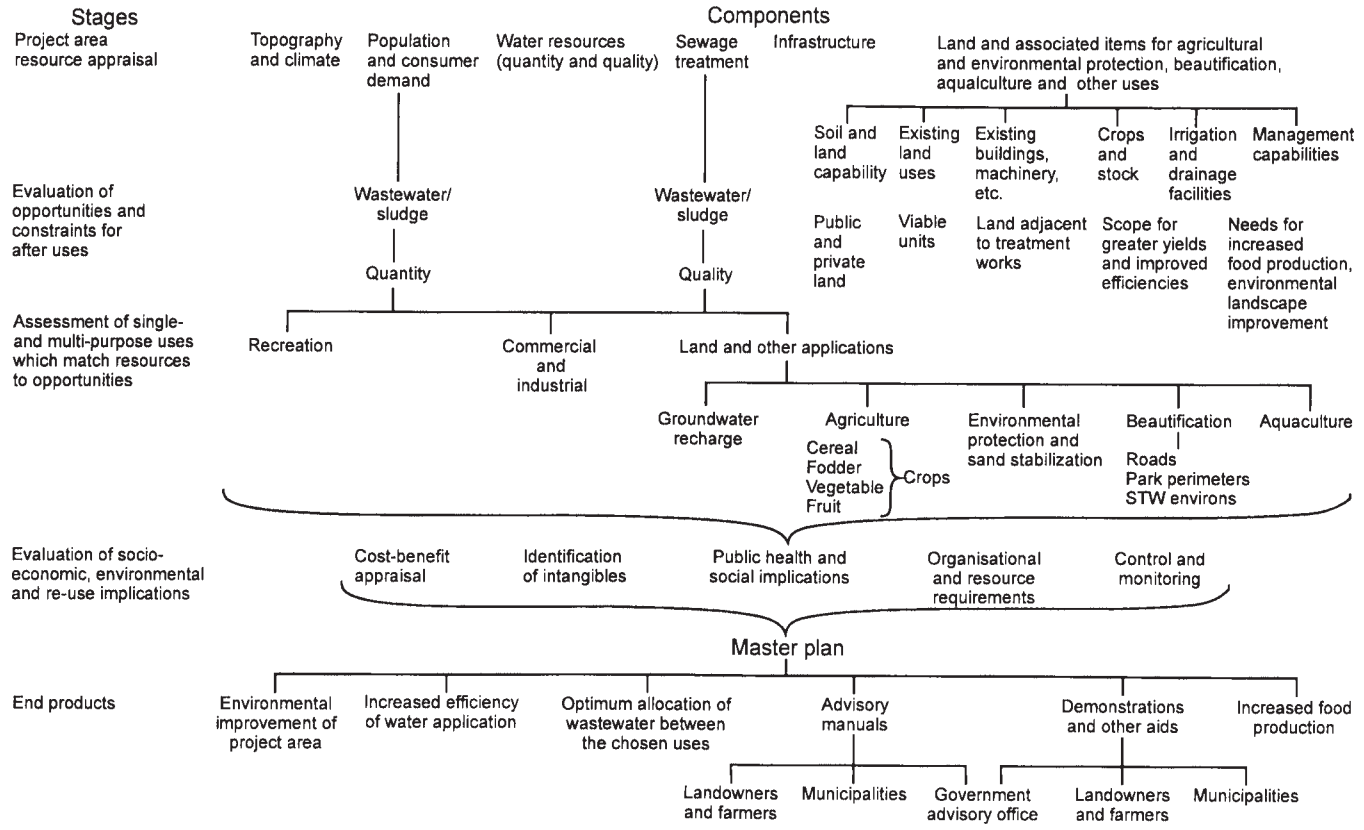 Stages
Components
Project area
resource appraisal
Topography
and climate
Population
and consumer
demand
Water resources
(quantity and quality)
Sewage
treatment
Infrastructure
Land and associated items for agricultural
and environmental protection, beautification,
aqualculture and other uses
Soil and
land
capability
Existing
land
uses
Existing
buildings,
machinery,
etc.
Crops
and
stock
Irrigation
and
drainage
facilities
Management
capabilities
Evaluation of
opportunities and
constraints for
after uses
Wastewater/
sludge
Wastewater/
sludge
Public
and
private
land
Viable
units
Land adjacent
to treatment
works
Scope for
greater yields
and improved
efficiencies
Needs for
increased
food production,
environmental
landscape
improvement
Quantity
Quality
Assessment of single-
and multi-purpose uses
which match resources
to opportunities
Recreation
Commercial
and
industrial
Land and other applications
Groundwater
recharge
Agriculture
Cereal
Fodder
Vegetable
Fruit
Crops
Environmental
protection and
sand stabilization
Beautification
Roads
Park perimeters
STW environs
Aquaculture
Evaluation of socio-
economic, environmental
and re-use implications
Cost-benefit
appraisal
Identification
of intangibles
Public health and
social implications
Organisational
and resource
requirements
Control and
monitoring
Master plan
End products
Environmental
improvement of
project area
Increased efficiency
of water application
Optimum allocation of
wastewater between
the chosen uses
Advisory
manuals
Demonstrations
and other aids
Increased food
production
Landowners
and farmers
Municipalities
Government
advisory office
Landowners
and farmers
Municipalities